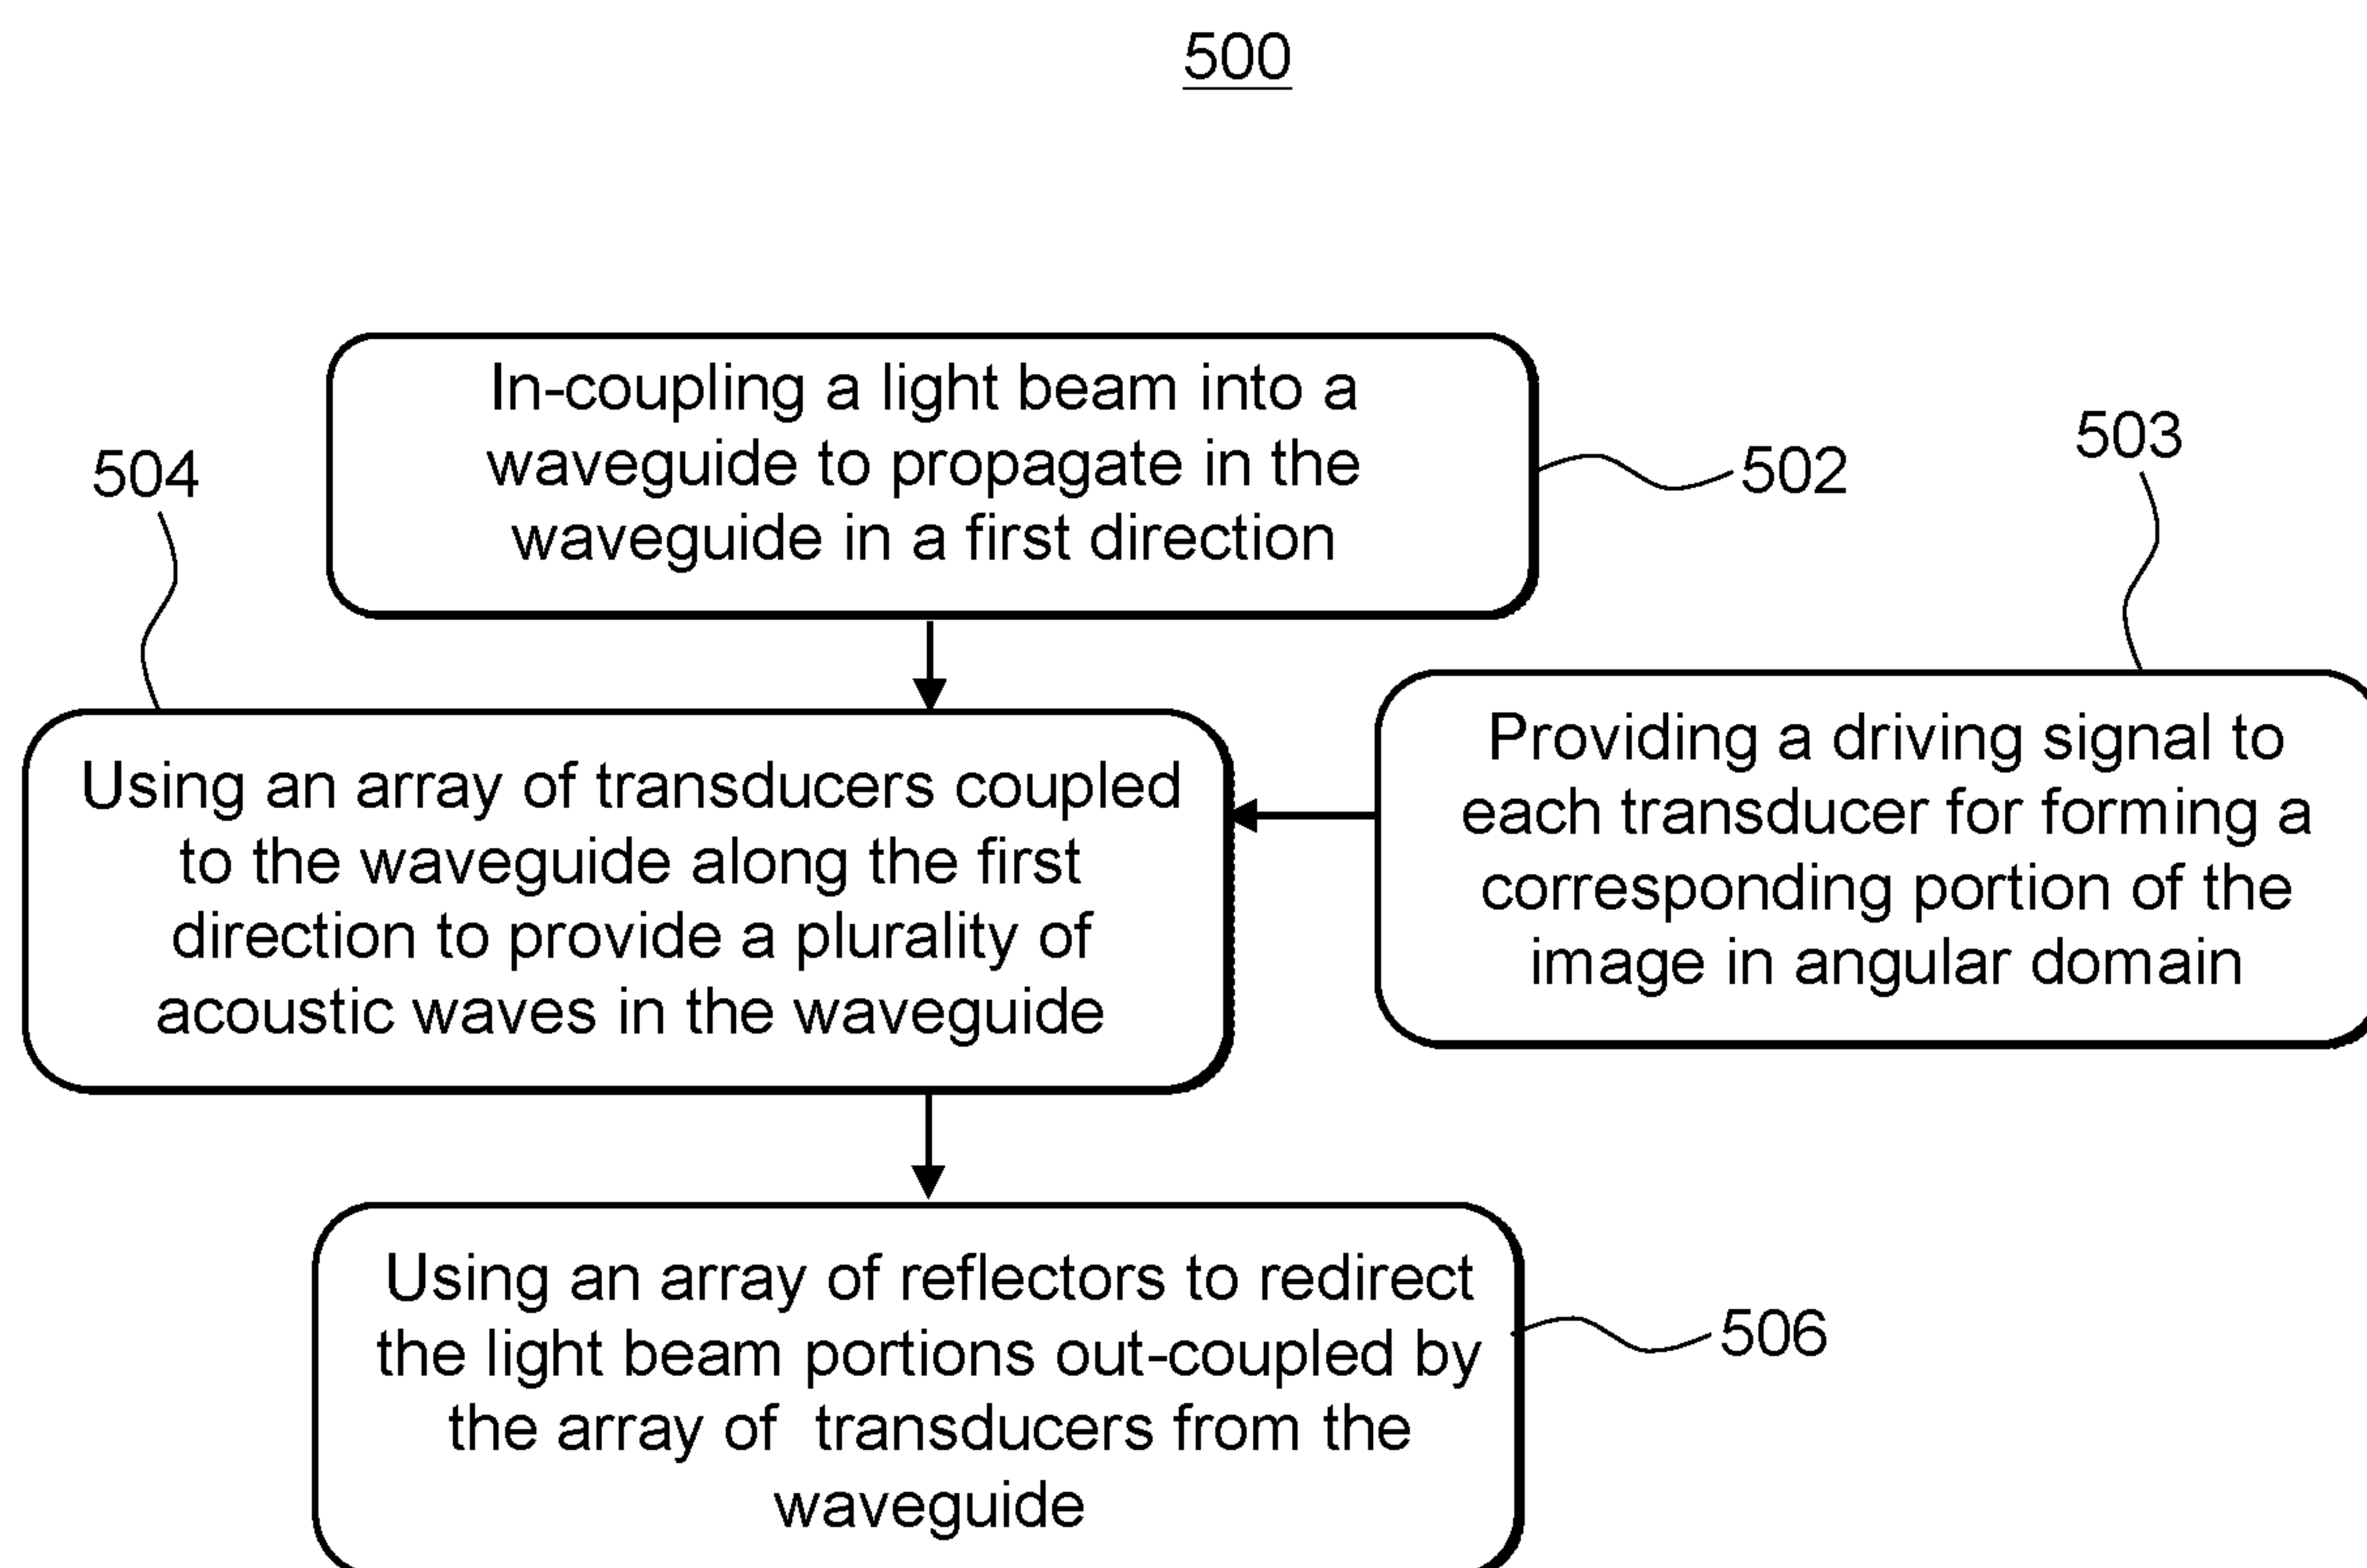 500
In-coupling a light beam into a
waveguide to propagate in the
waveguide in a first direction
502
503
504
Using an array of transducers coupled
to the waveguide along the first
direction to provide a plurality of
acoustic waves in the waveguide
Providing a driving signal to
each transducer for forming a
corresponding portion of the
image in angular domain
Using an array of reflectors to redirect
the light beam portions out-coupled by
the array of transducers from the
waveguide
506